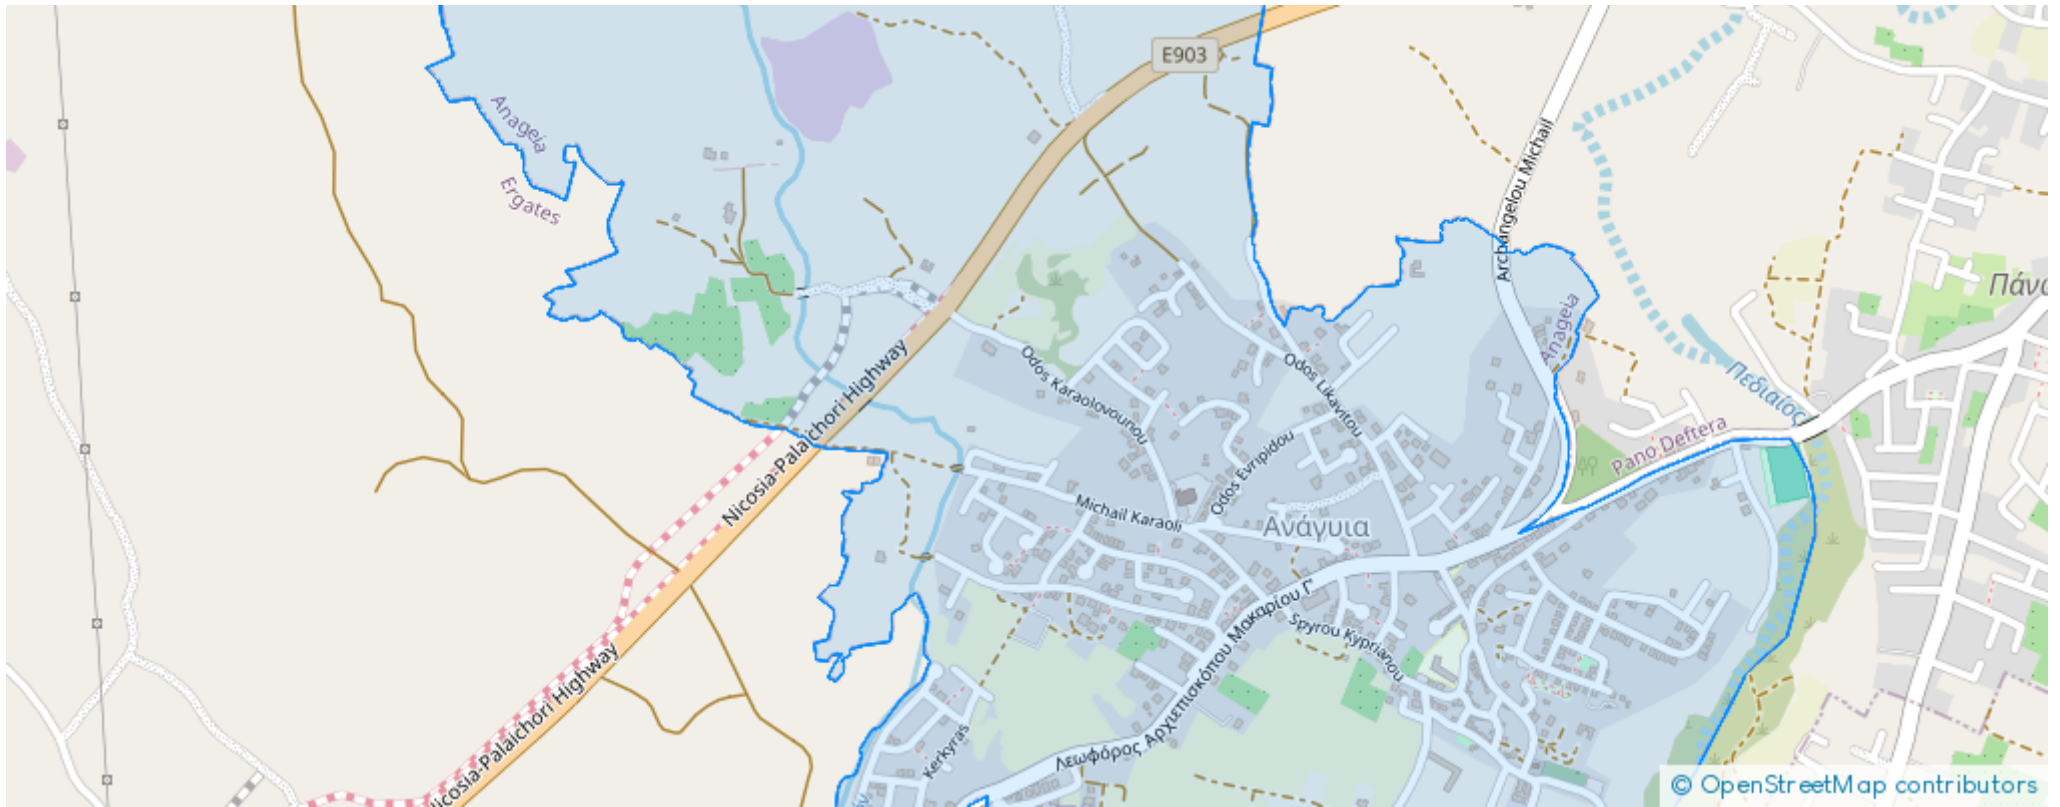 E903
Anageia
Ergates
Archangelou Michail
Πάνω
Anageia
Πεδιαίος
Nicosia-Palaichori Highway
Odos Karaolovounou
Odos Likavitou
Odos Evripidou
Pano Deftera
Michail Karaoli
Ανάγυια
Λεωφόρος Αρχιεπισκόπου Μακαρίου Γ'
Spyrou Kyprianou
Nicosia-Palaichori Highway
Kerkyras
Nicosia-Palaichori Highway
© OpenStreetMap contributors